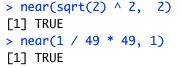 > near(sqrt(2) ^ 2,  2)
[1] TRUE
> near(1 / 49 * 49, 1)
[1] TRUE